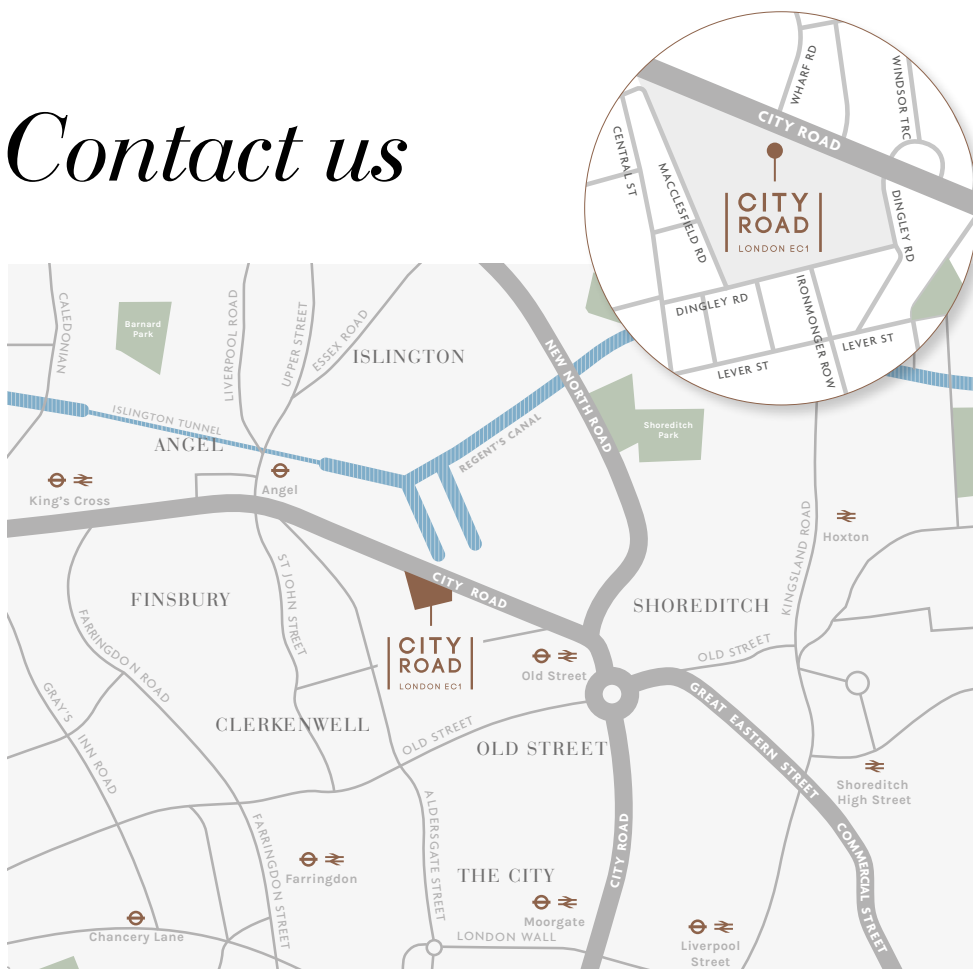 Contact us
WHARF RD
WINDSOR TRC
CITY ROAD
CENTRAL ST
MACCLESFIELD RD
CITY
ROAD
LONDON EC1
DINGLEY RD
DINGLEY RD
IRONMONGER ROW
LEVER ST
LEVER ST
CALEDONIAN
Barnard
Park
LIVERPOOL ROAD
UPPER STREET
ESSEX ROAD
ISLINGTON
NEW NORTH ROAD
ISLINGTON TUNNEL
ANGEL
REGENT'S CANAL
Shoreditch
Park
King's Cross
Angel
KINGSLAND ROAD
Hoxton
ST JOHN STREET
CITY ROAD
FINSBURY
SHOREDITCH
FARRINGDON ROAD
CITY
ROAD
LONDON EC1
Old Street
OLD STREET
GRAY'S
INN ROAD
CLERKENWELL
OLD STREET
OLD STREET
GREAT EASTERN STREET
Shoreditch
High Street
ALDERSGATE STREET
CITY ROAD
COMMERCIAL STREET
FARRINGDON STREET
Farringdon
THE CITY
Moorgate
Chancery Lane
LONDON WALL
Liverpool
Street